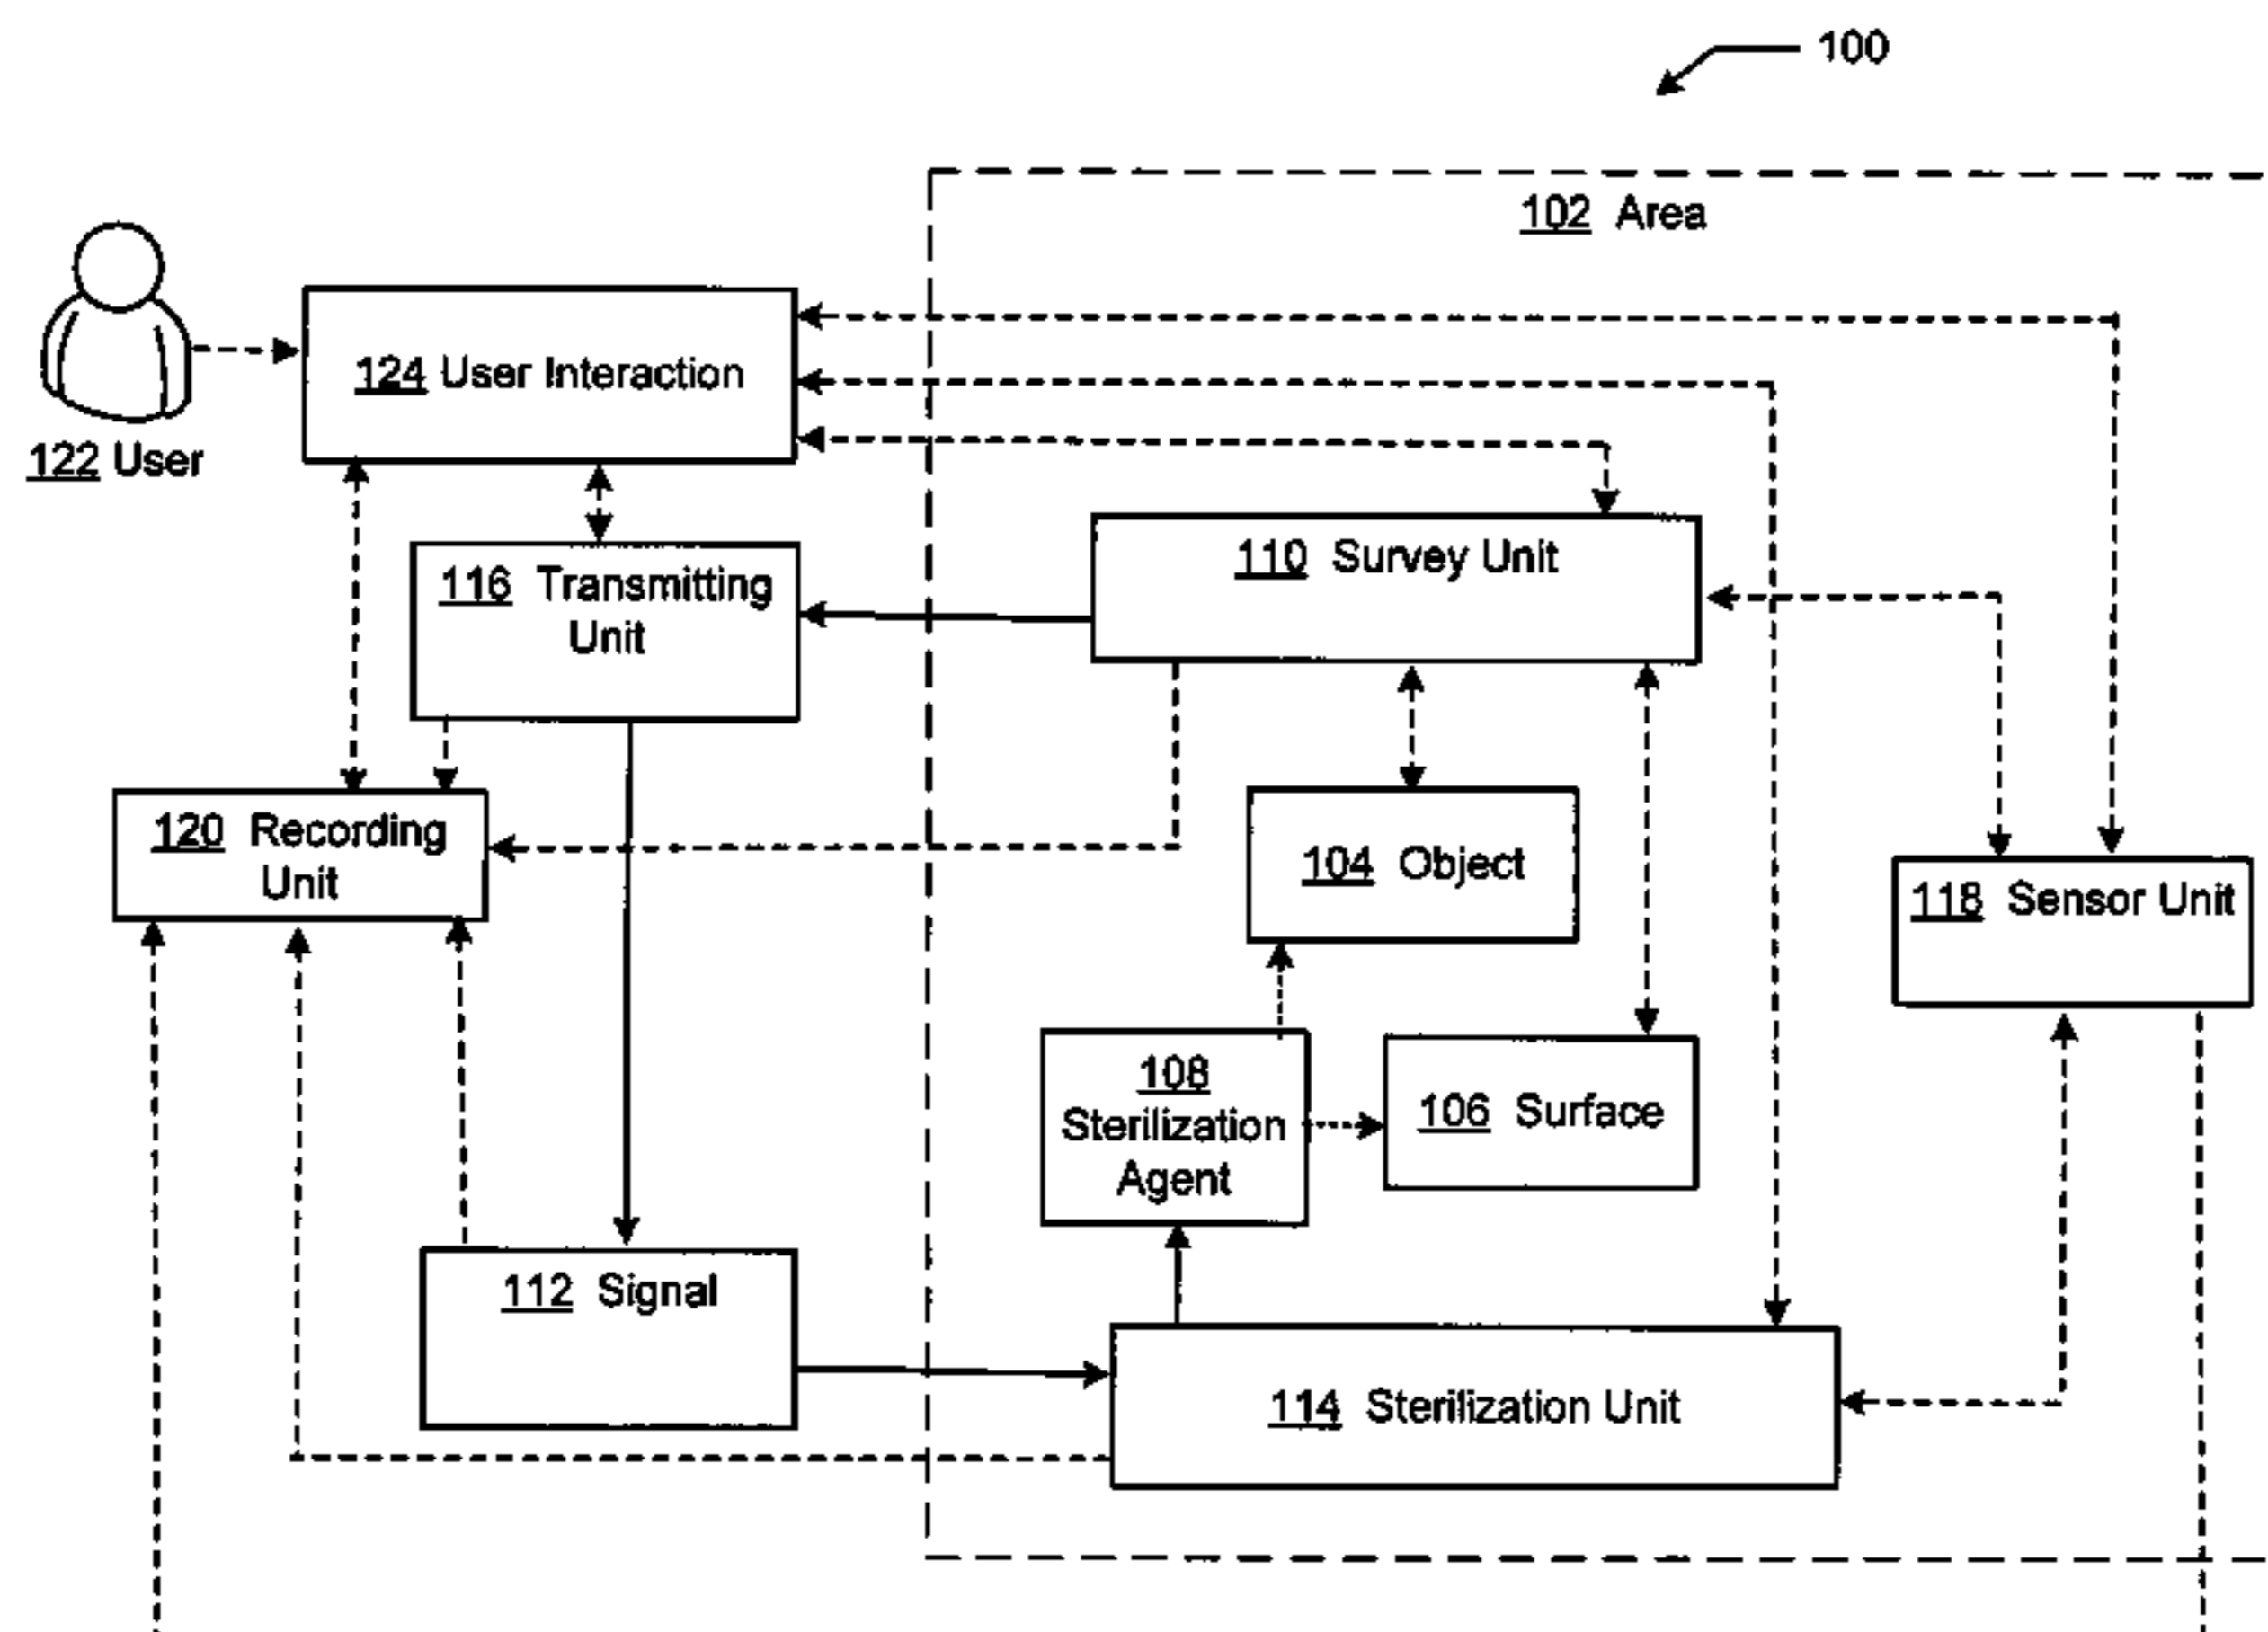 100
102 Area
124 User Interaction
122 User
110 Survey Unit
116 Transmitting
Unit
120 Recording
Unit
104 Object
118 Sensor Unit
108
Sterilization
Agent
106 Surface
112 Signal
114 Sterilization Unit